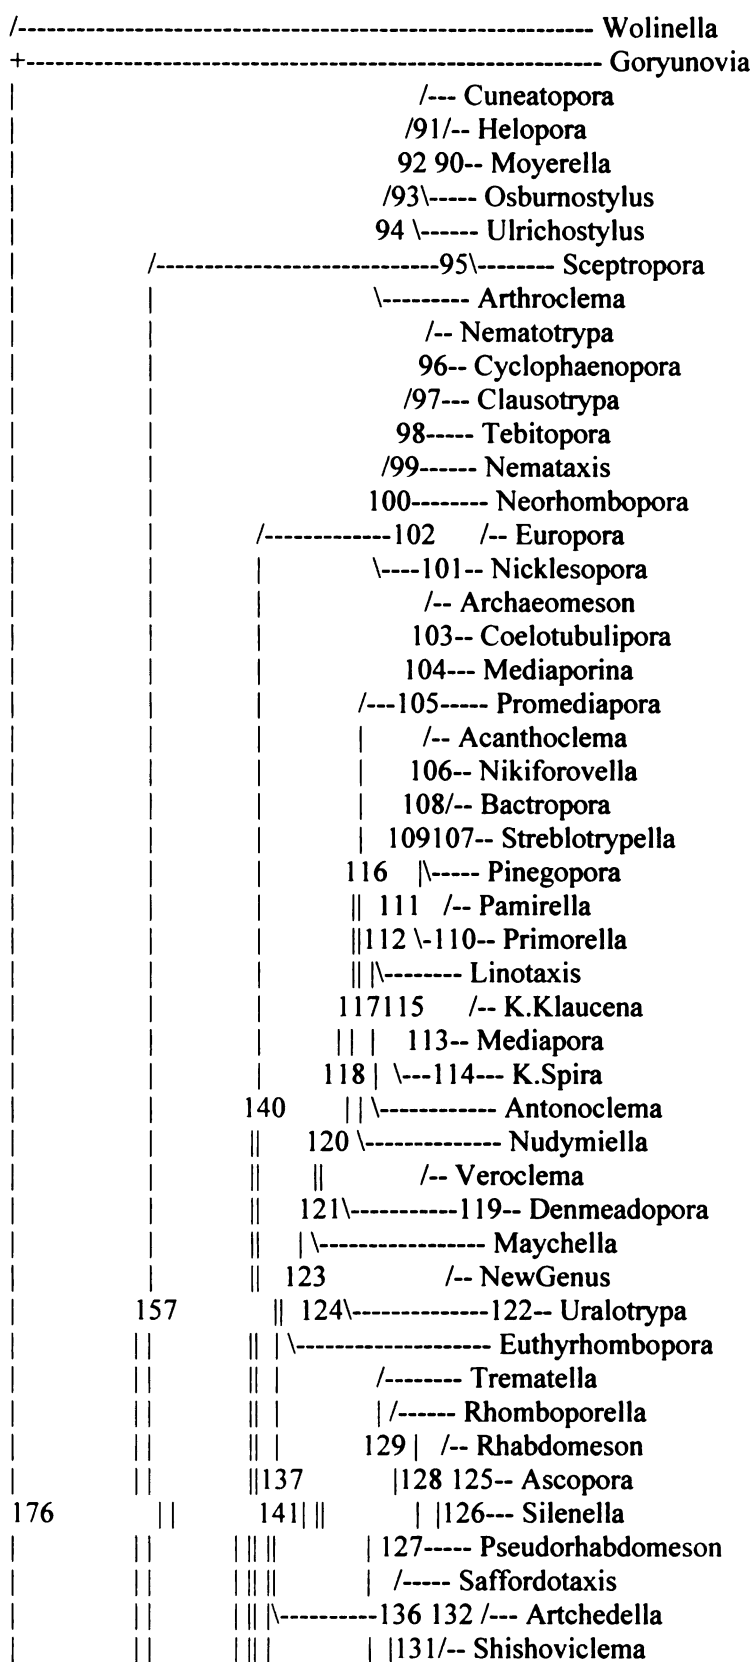 /----------------------------------------------------------- Wolinella
+----------------------------------------------------------- Goryunovia
| /--- Cuneatopora
| /91/-- Helopora
| 92 90-- Moyerella
| /93\----- Osburnostylus
| 94 \------ Ulrichostylus
| /-----------------------------95\-------- Sceptropora
| | \--------- Arthroclema
| | /-- Nematotrypa
| | 96-- Cyclophaenopora
| | /97--- Clausotrypa
| | 98----- Tebitopora
| | /99------ Nemataxis
| | 100-------- Neorhombopora
| | /-------------102 /-- Europora
| | | \----101-- Nicklesopora
| | | /-- Archaeomeson
| | | 103-- Coelotubulipora
| | | 104--- Mediaporina
| | | /---105----- Promediapora
| | | | /-- Acanthoclema
| | | | 106-- Nikiforovella
| | | | 108/-- Bactropora
| | | | 109107-- Streblotrypella
| | | 116 |\----- Pinegopora
| | | || 111 /-- Pamirella
| | | ||112 \-110-- Primorella
| | | || |\-------- Linotaxis
| | | 117115 /-- K.Klaucena
| | | || | 113-- Mediapora
| | | 118 | \---114--- K.Spira
| | 140 | | \------------ Antonoclema
| | || 120 \-------------- Nudymiella
| | || || /-- Veroclema
| | || 121\-----------119-- Denmeadopora
| | || | \----------------- Maychella
| | || 123 /-- NewGenus
| 157 || 124\---------------122-- Uralotrypa
| || || | \-------------------- Euthyrhombopora
| || || | /-------- Trematella
| || || | | /------ Rhomboporella
| || || | 129 | /-- Rhabdomeson
| || ||137 |128 125-- Ascopora
176 || 141| || | |126--- Silenella
| || | || || | 127----- Pseudorhabdomeson
| || | || || | /----- Saffordotaxis
| || | || |\-----------136 132 /--- Artchedella
| || | || | | |131/-- Shishoviclema